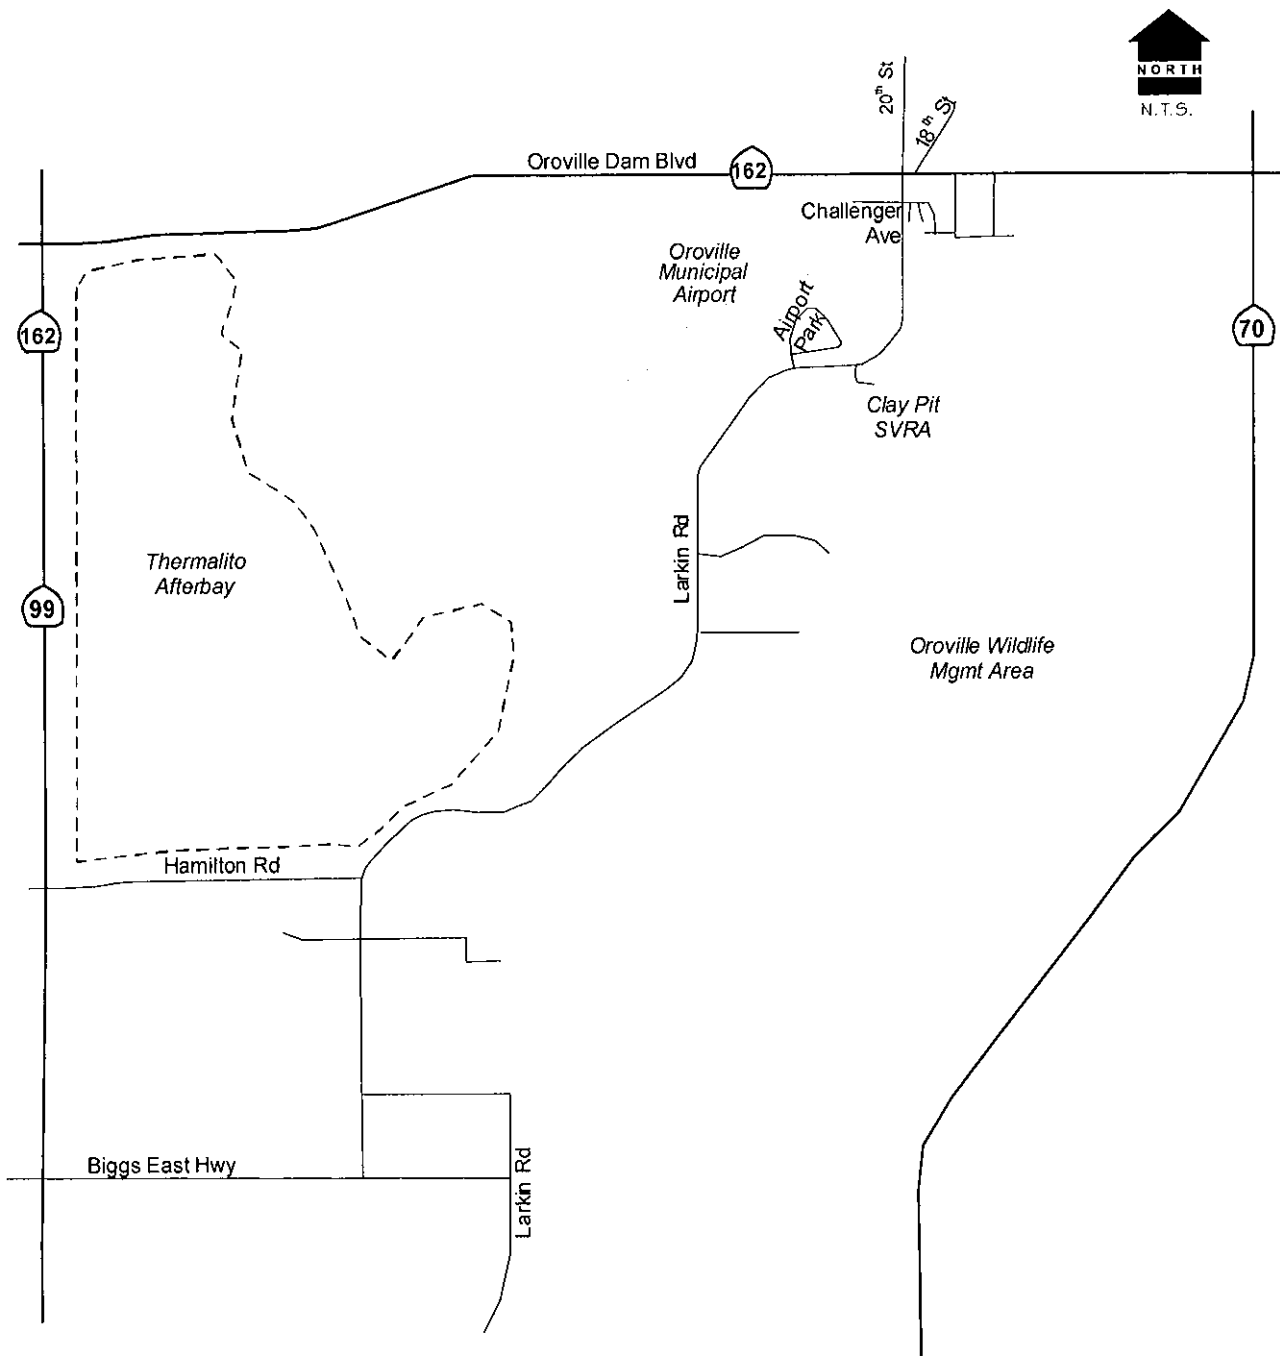 NORTH
N.T.S.
20th St
18th St
Oroville Dam Blvd
162
Challenger
Ave
Oroville
Municipal
Airport
Airport
Park
162
70
Clay Pit
SVRA
Larkin Rd
Thermalito
Afterbay
99
Oroville Wildlife
Mgmt Area
Hamilton Rd
Biggs East Hwy
Larkin Rd